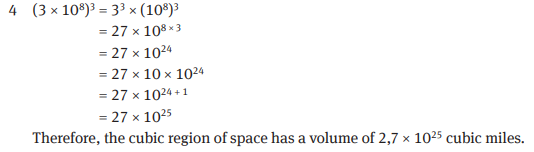 4 (3 × 10⁸)³ = 3³ × (10⁸)³
= 27 × 10⁸ ˣ ³
= 27 × 10²⁴
= 27 × 10 × 10²⁴
= 27 × 10²⁴ ⁺ ¹
= 27 × 10²⁵
Therefore, the cubic region of space has a volume of 2,7 × 10²⁵ cubic miles.